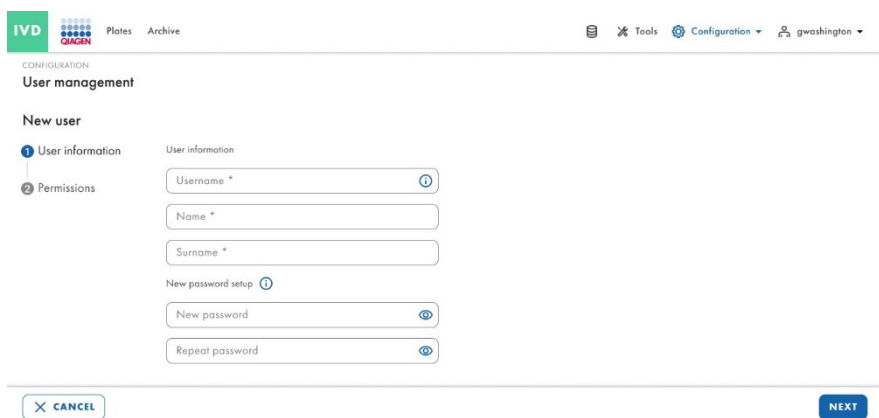 IVD QIAGEN Plates Archive Tools Configuration gwashington
CONFIGURATION
User management
New user
1 User information
2 Permissions
User information
Username *
Name *
Surname *
New password setup
New password
Repeat password
CANCEL
NEXT